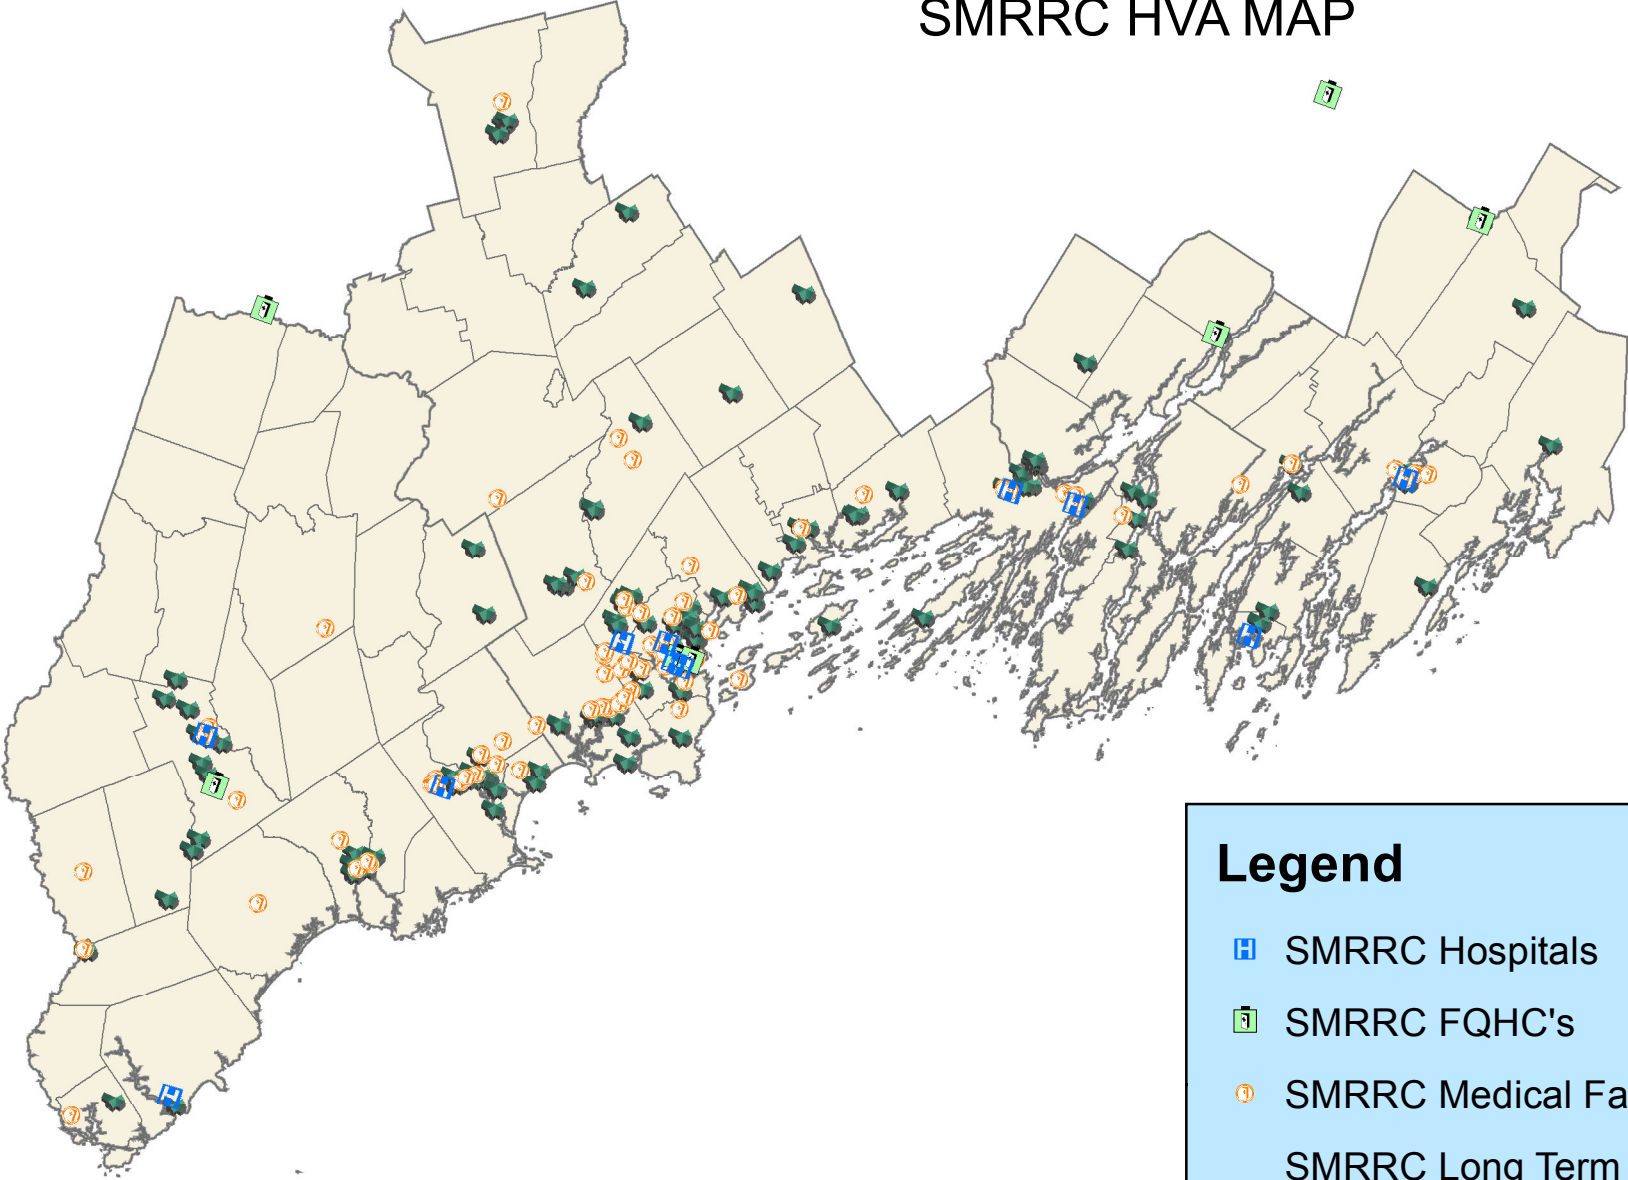 SMRRC HVA MAP
Legend
SMRRC Hospitals
SMRRC FQHC's
SMRRC Medical Fa
SMRRC Long Term